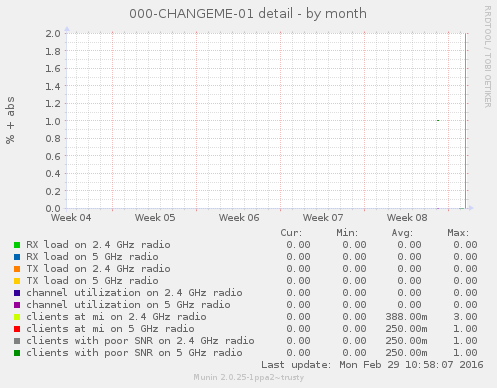 000-CHANGEME-01 detail - by month
RRDTOOL / TOBI OETIKER
% + abs
2.0
1.8
1.6
1.4
1.2
1.0
0.8
0.6
0.4
0.2
0.0
Week 04 Week 05 Week 06 Week 07 Week 08
Cur: Min: Avg: Max:
RX load on 2.4 GHz radio 0.00 0.00 0.00 0.00
RX load on 5 GHz radio 0.00 0.00 0.00 0.00
TX load on 2.4 GHz radio 0.00 0.00 0.00 0.00
TX load on 5 GHz radio 0.00 0.00 0.00 0.00
channel utilization on 2.4 GHz radio 0.00 0.00 0.00 0.00
channel utilization on 5 GHz radio 0.00 0.00 0.00 0.00
clients at mi on 2.4 GHz radio 0.00 0.00 388.00m 3.00
clients at mi on 5 GHz radio 0.00 0.00 250.00m 1.00
clients with poor SNR on 2.4 GHz radio 0.00 0.00 250.00m 1.00
clients with poor SNR on 5 GHz radio 0.00 0.00 250.00m 1.00
Last update: Mon Feb 29 10:58:07 2016
Munin 2.0.25-1ppa2~trusty